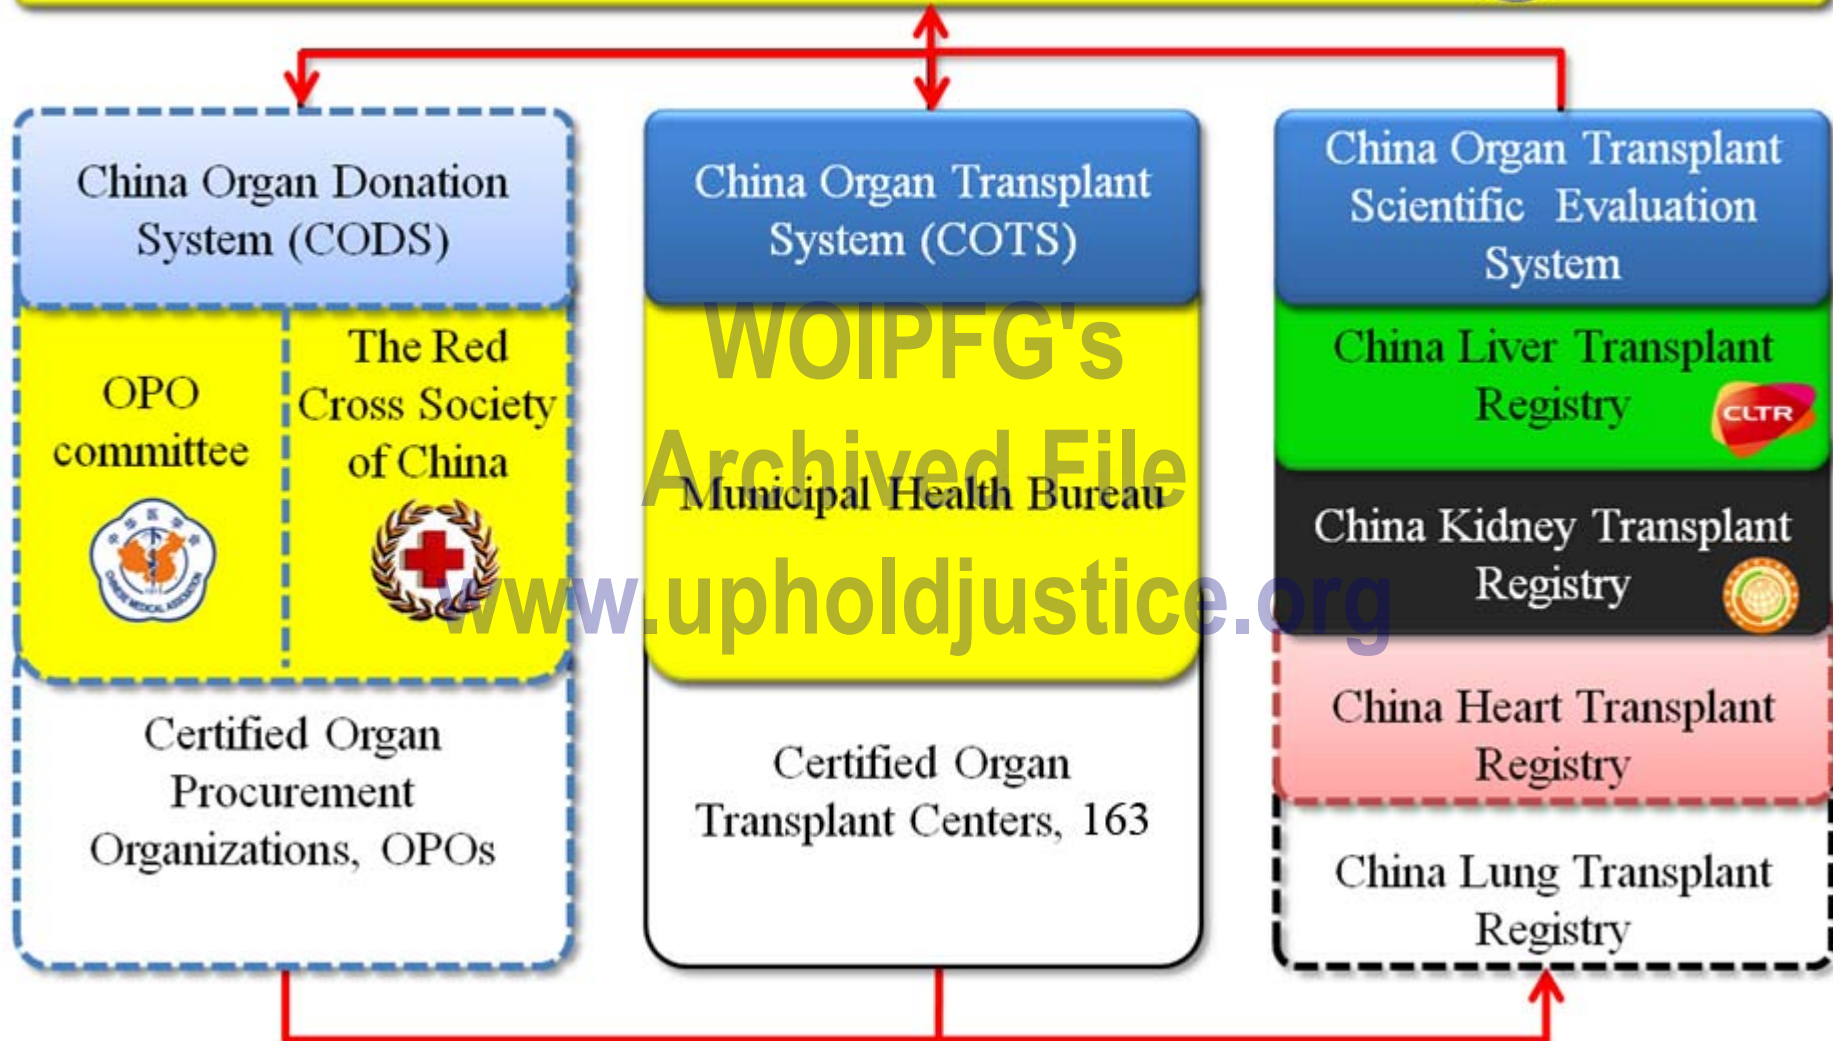 China Organ Donation
System (CODS)
OPO
committee
CHINESE MEDICAL ASSOCIATION
The Red
Cross Society
of China
Certified Organ
Procurement
Organizations, OPOs
China Organ Transplant
System (COTS)
Municipal Health Bureau
Certified Organ
Transplant Centers, 163
China Organ Transplant
Scientific Evaluation
System
China Liver Transplant
Registry
CLTR
China Kidney Transplant
Registry
China Heart Transplant
Registry
China Lung Transplant
Registry
WOIPFG's
Archived File
www.upholdjustice.org